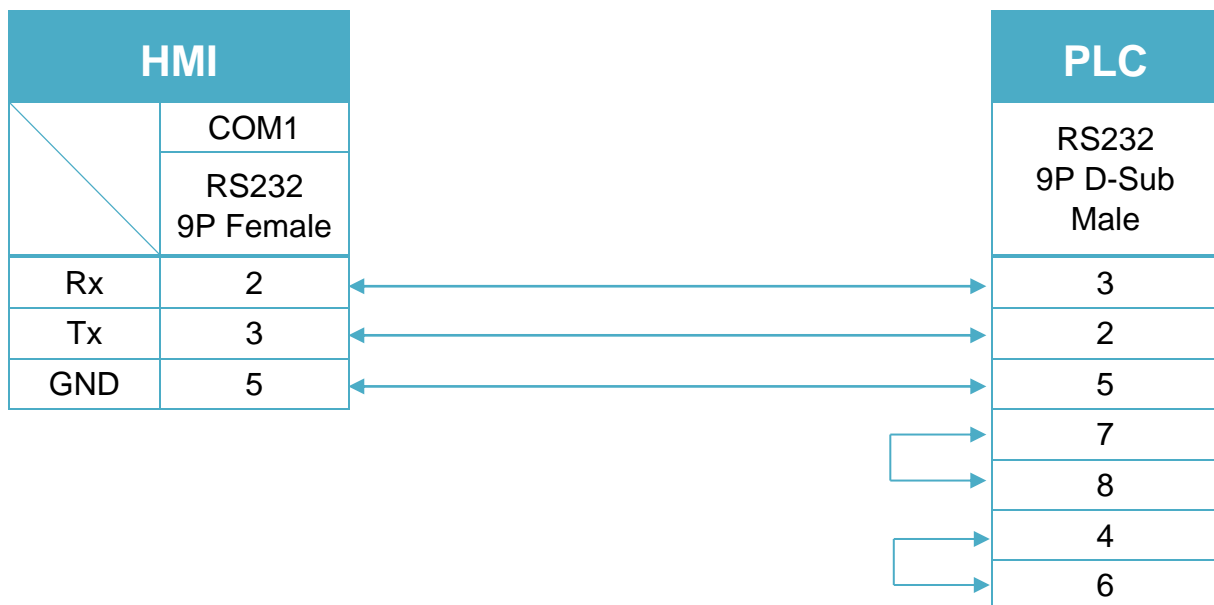 HMI
COM1
RS232
9P Female
Rx 2
Tx 3
GND 5
PLC
RS232
9P D-Sub
Male
3
2
5
7
8
4
6